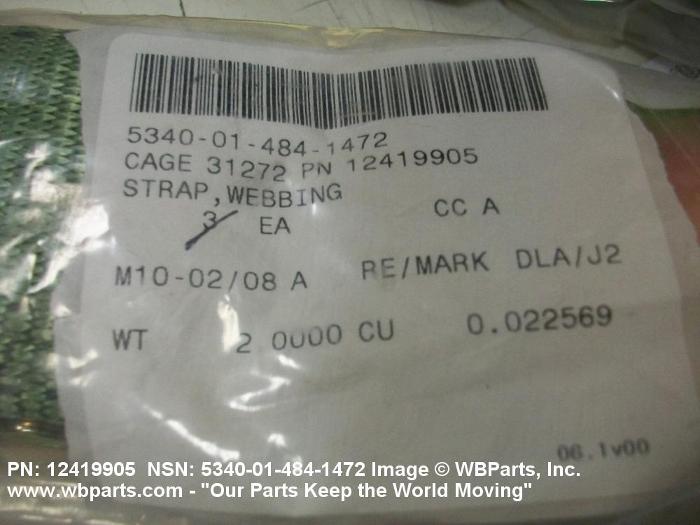 5340-01-484-1472
CAGE 31272 PN 12419905
STRAP,WEBBING
3 EA CC A
M10-02/08 A RE/MARK DLA/J2
WT 2 0000 CU 0.022569
06.1v00
PN: 12419905 NSN: 5340-01-484-1472 Image © WBParts, Inc.
www.wbparts.com - "Our Parts Keep the World Moving"